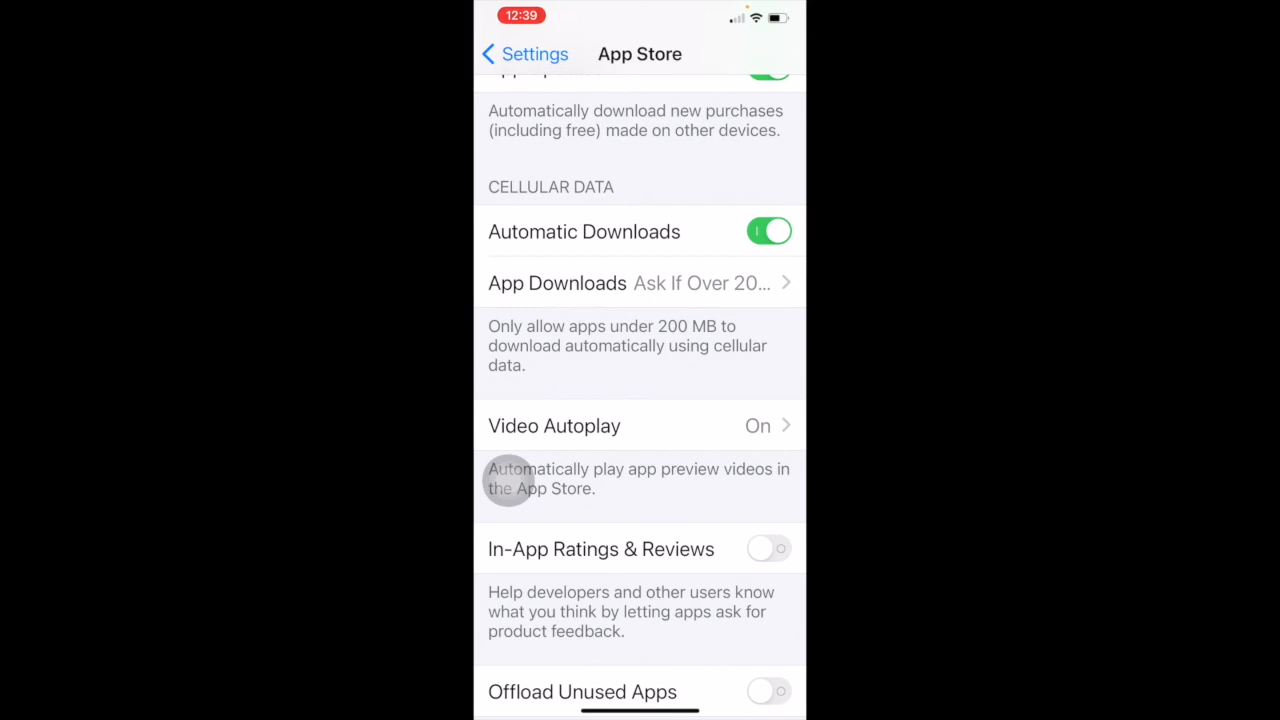 12:39
Settings
App Store
Automatically download new purchases
(including free) made on other devices.
CELLULAR DATA
Automatic Downloads
App Downloads Ask If Over 20...
Only allow apps under 200 MB to
download automatically using cellular
data.
Video Autoplay On
Automatically play app preview videos in
the App Store.
In-App Ratings & Reviews
Help developers and other users know
what you think by letting apps ask for
product feedback.
Offload Unused Apps